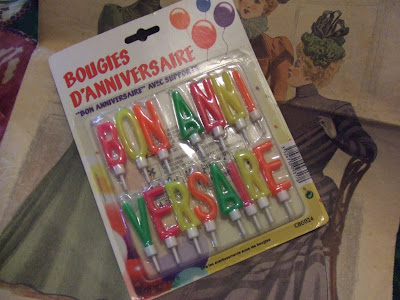 BOUGIES
D'ANNIVERSAIRE
"BON ANNIVERSAIRE" AVEC SUPPORTS
BON ANNI
VERSAIRE